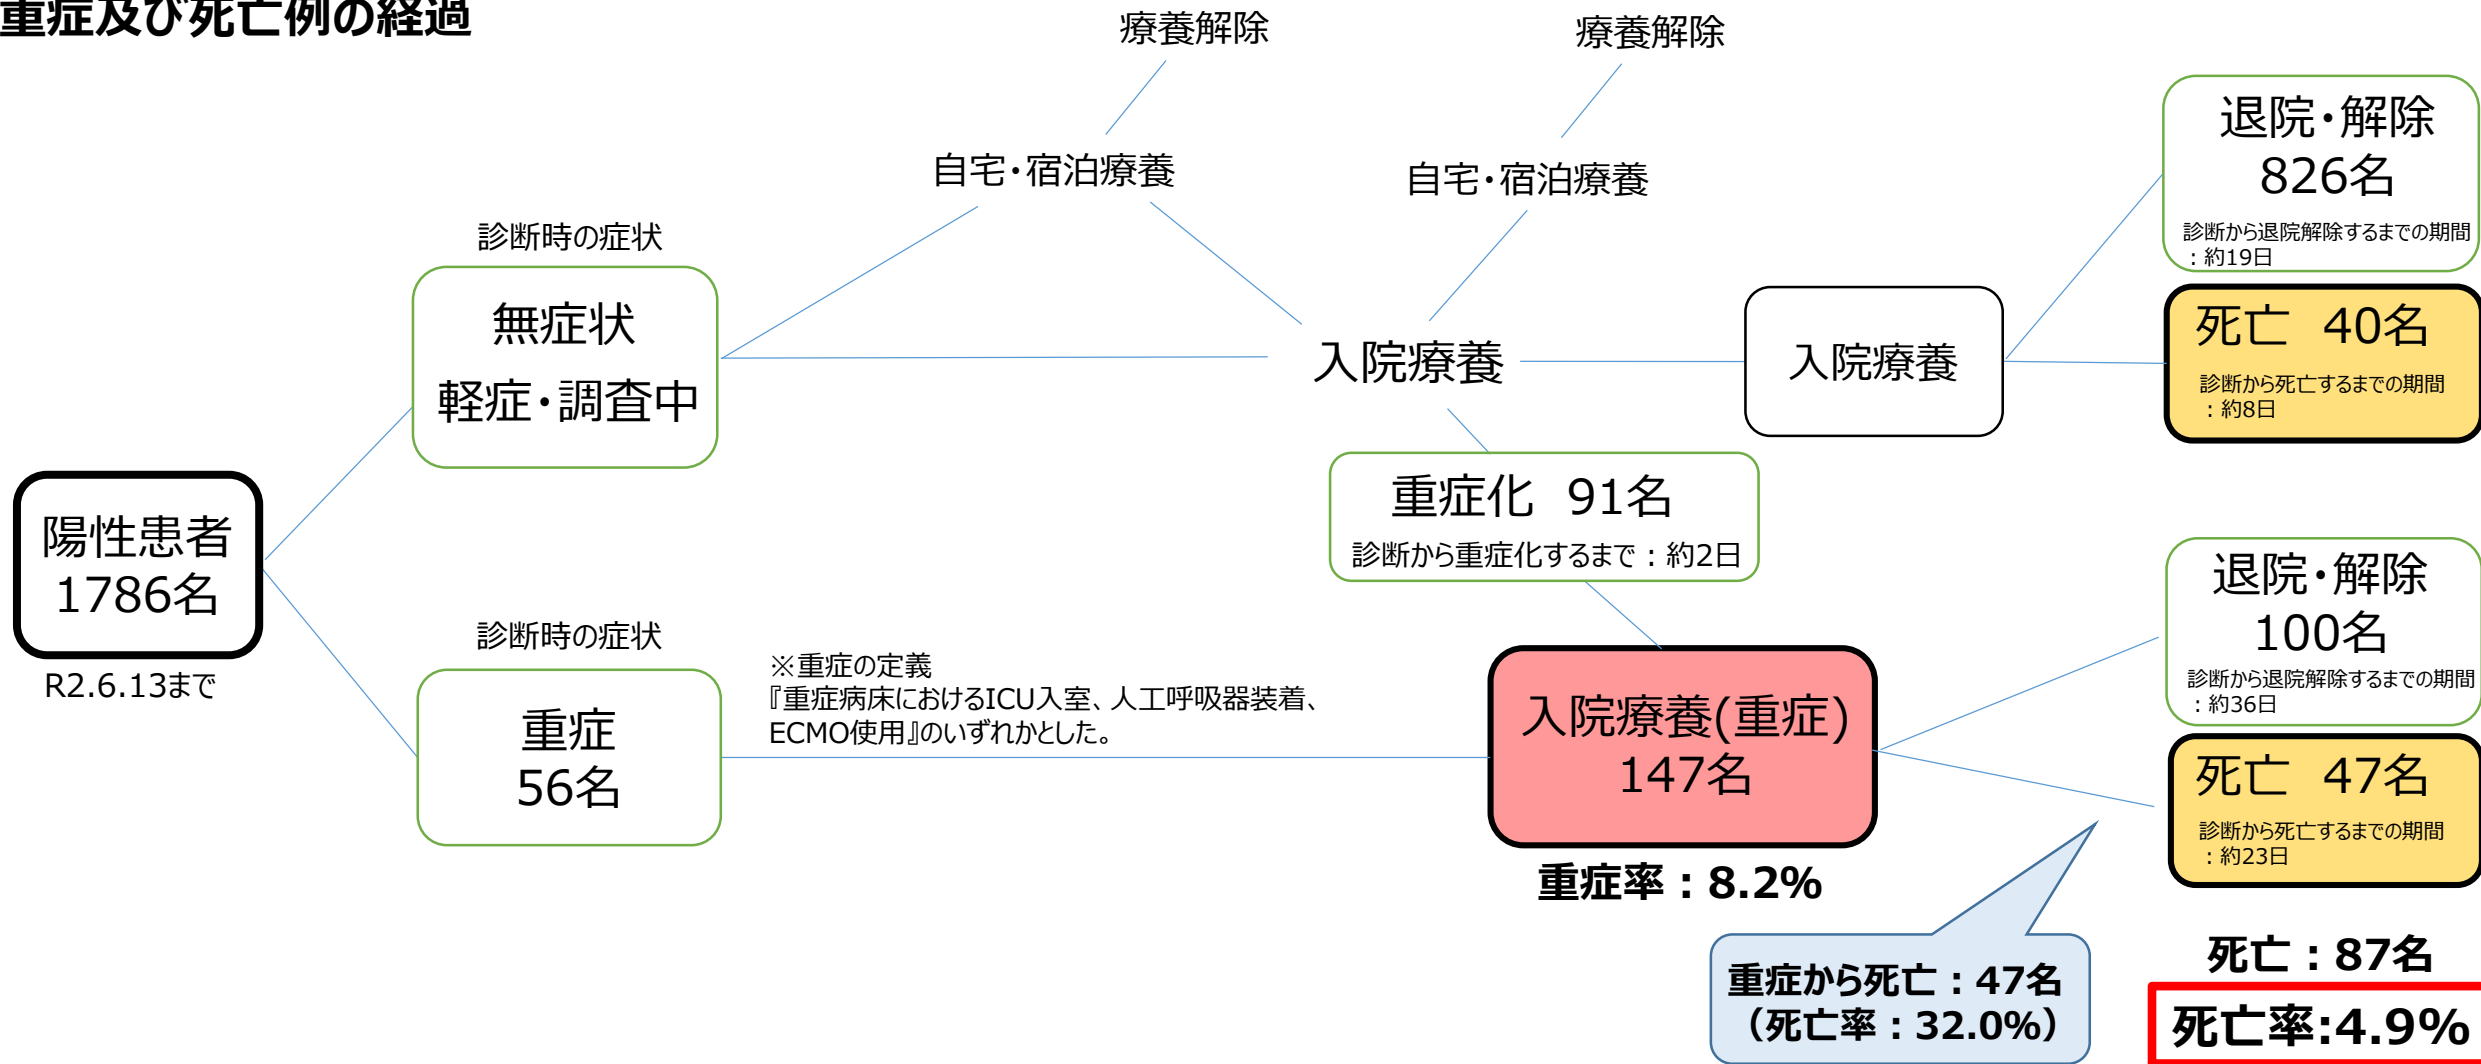 重症及び死亡例の経過
療養解除
療養解除
自宅・宿泊療養
自宅・宿泊療養
診断時の症状
無症状
軽症・調査中
入院療養
入院療養
退院・解除
826名
診断から退院解除するまでの期間
：約19日
死亡　40名
診断から死亡するまでの期間
：約8日
重症化　91名
診断から重症化するまで：約2日
陽性患者
1786名
R2.6.13まで
診断時の症状
重症
56名
※重症の定義
『重症病床におけるICU入室、人工呼吸器装着、
ECMO使用』のいずれかとした。
入院療養(重症)
147名
重症率：8.2%
退院・解除
100名
診断から退院解除するまでの期間
：約36日
死亡　47名
診断から死亡するまでの期間
：約23日
重症から死亡：47名
（死亡率：32.0%）
死亡：87名
死亡率:4.9%